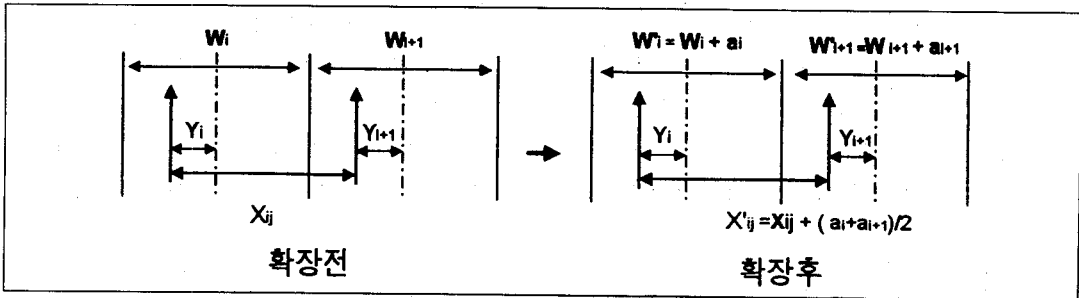 Wi
Wi+1
W'i = Wi + ai
W'i+1 =W i+1 + ai+1
Yi
Yi+1
Yi
Yi+1
Xij
X'ij =Xij + ( ai+ai+1)/2
확장전
확장후